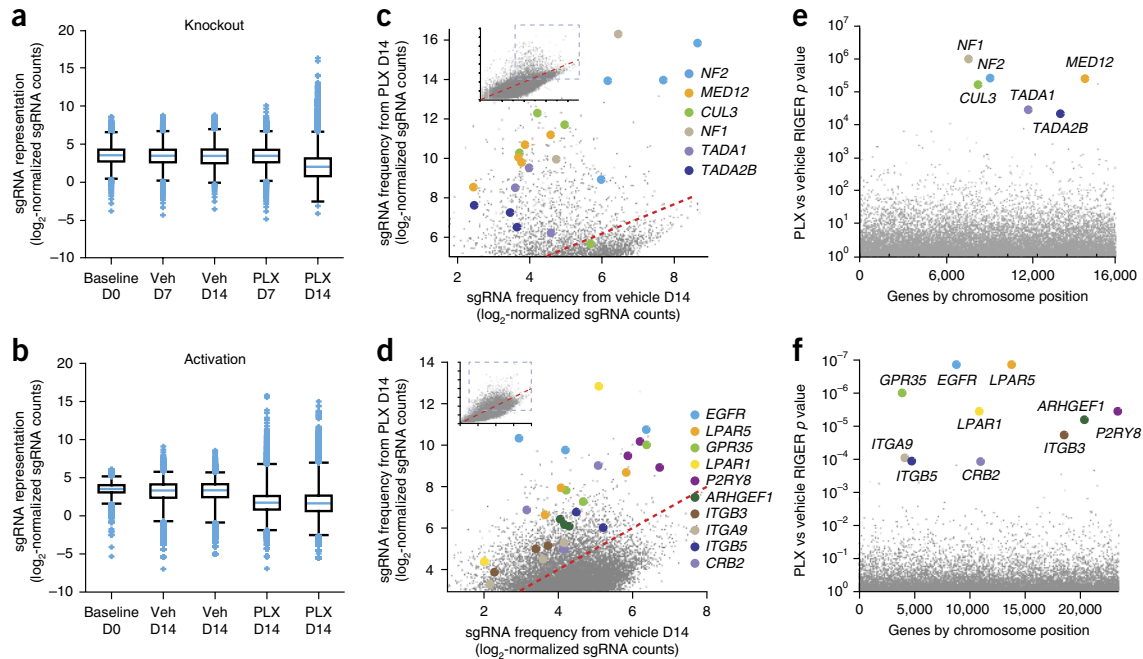 a
Knockout
sgRNA representation
(log2-normalized sgRNA counts)
20
15
10
5
0
−5
−10
Baseline D0
Veh D7
Veh D14
PLX D7
PLX D14
b
Activation
sgRNA representation
(log2-normalized sgRNA counts)
20
15
10
5
0
−5
−10
Baseline D0
Veh D14
Veh D14
PLX D14
PLX D14
c
sgRNA frequency from PLX D14
(log2-normalized sgRNA counts)
16
14
12
10
8
6
2
4
6
8
sgRNA frequency from vehicle D14
(log2-normalized sgRNA counts)
NF2
MED12
CUL3
NF1
TADA1
TADA2B
d
sgRNA frequency from PLX D14
(log2-normalized sgRNA counts)
14
12
10
8
6
4
2
4
6
8
sgRNA frequency from vehicle D14
(log2-normalized sgRNA counts)
EGFR
LPAR5
GPR35
LPAR1
P2RY8
ARHGEF1
ITGB3
ITGA9
ITGB5
CRB2
e
PLX vs vehicle RIGER p value
10^7
10^6
10^5
10^4
10^3
10^2
10^1
10^0
NF1
NF2
CUL3
TADA1
TADA2B
MED12
0
6,000
12,000
16,000
Genes by chromosome position
f
PLX vs vehicle RIGER p value
10^-7
10^-6
10^-5
10^-4
10^-3
10^-2
10^-1
10^0
GPR35
EGFR
LPAR5
LPAR1
ARHGEF1
P2RY8
ITGB3
ITGA9
ITGB5
CRB2
0
5,000
10,000
15,000
20,000
Genes by chromosome position